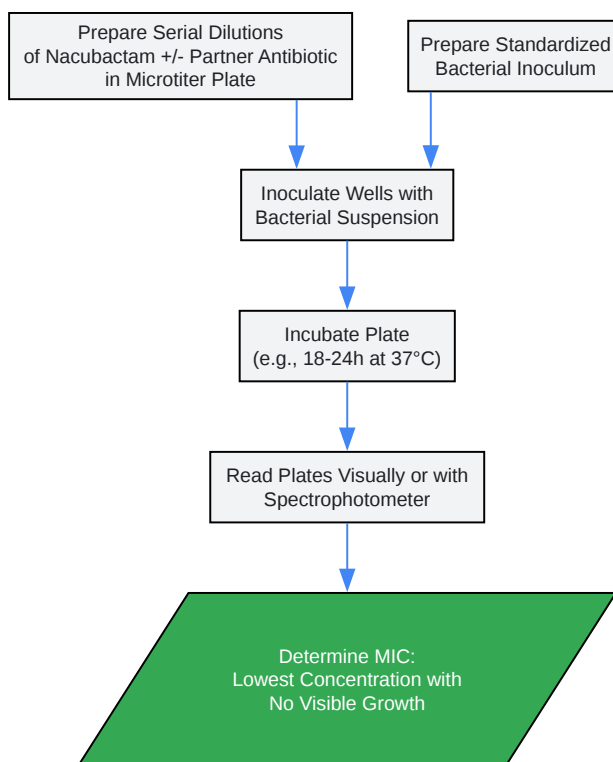 Prepare Serial Dilutions
of Nacubactam +/- Partner Antibiotic
in Microtiter Plate
Prepare Standardized
Bacterial Inoculum
Inoculate Wells with
Bacterial Suspension
Incubate Plate
(e.g., 18-24h at 37°C)
Read Plates Visually or with
Spectrophotometer
Determine MIC:
Lowest Concentration with
No Visible Growth